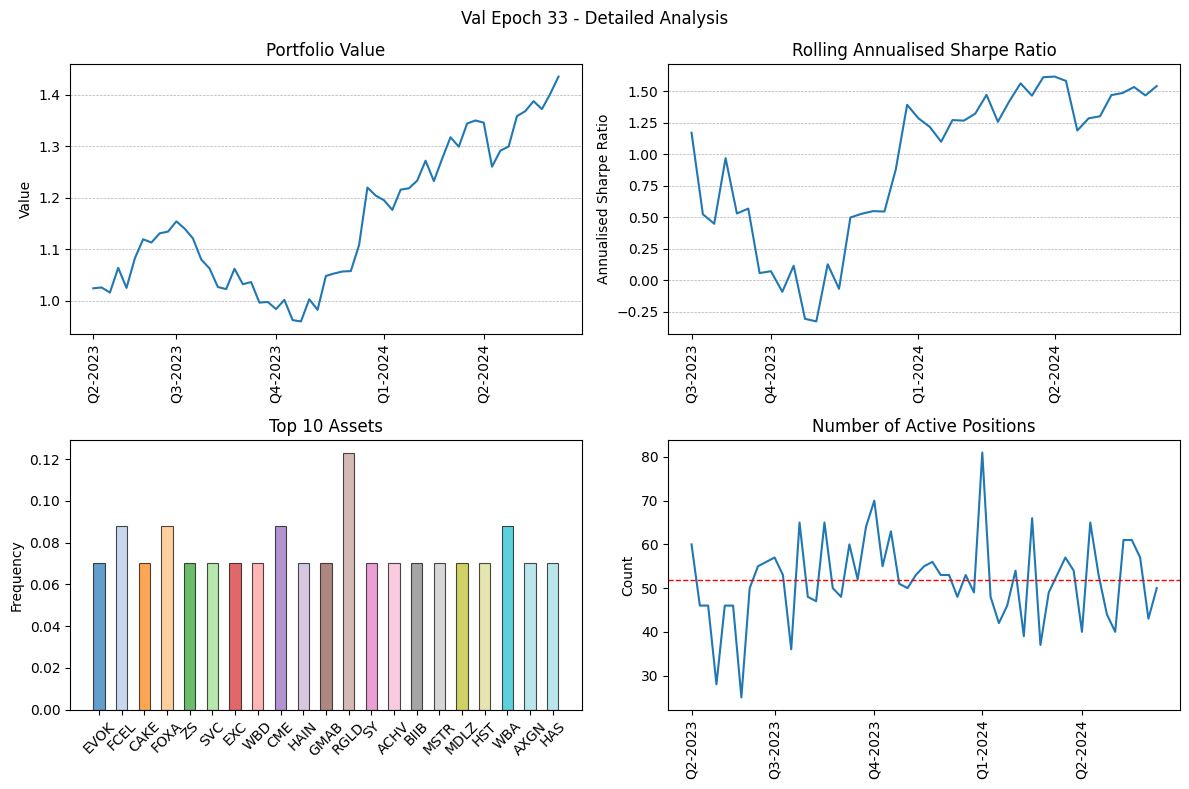 Val Epoch 33 - Detailed Analysis
Portfolio Value
Value
1.4
1.3
1.2
1.1
1.0
Q2-2023
Q3-2023
Q4-2023
Q1-2024
Q2-2024
Rolling Annualised Sharpe Ratio
Annualised Sharpe Ratio
1.50
1.25
1.00
0.75
0.50
0.25
0.00
−0.25
Q3-2023
Q4-2023
Q1-2024
Q2-2024
Top 10 Assets
Frequency
0.12
0.10
0.08
0.06
0.04
0.02
0.00
EVOK
FCEL
CAKE
FOXA
ZS
SVC
EXC
WBD
CME
HAIN
GMAB
RGLD
SY
ACHV
BIIB
MSTR
MDLZ
HST
WBA
AXGN
HAS
Number of Active Positions
Count
80
70
60
50
40
30
Q2-2023
Q3-2023
Q4-2023
Q1-2024
Q2-2024